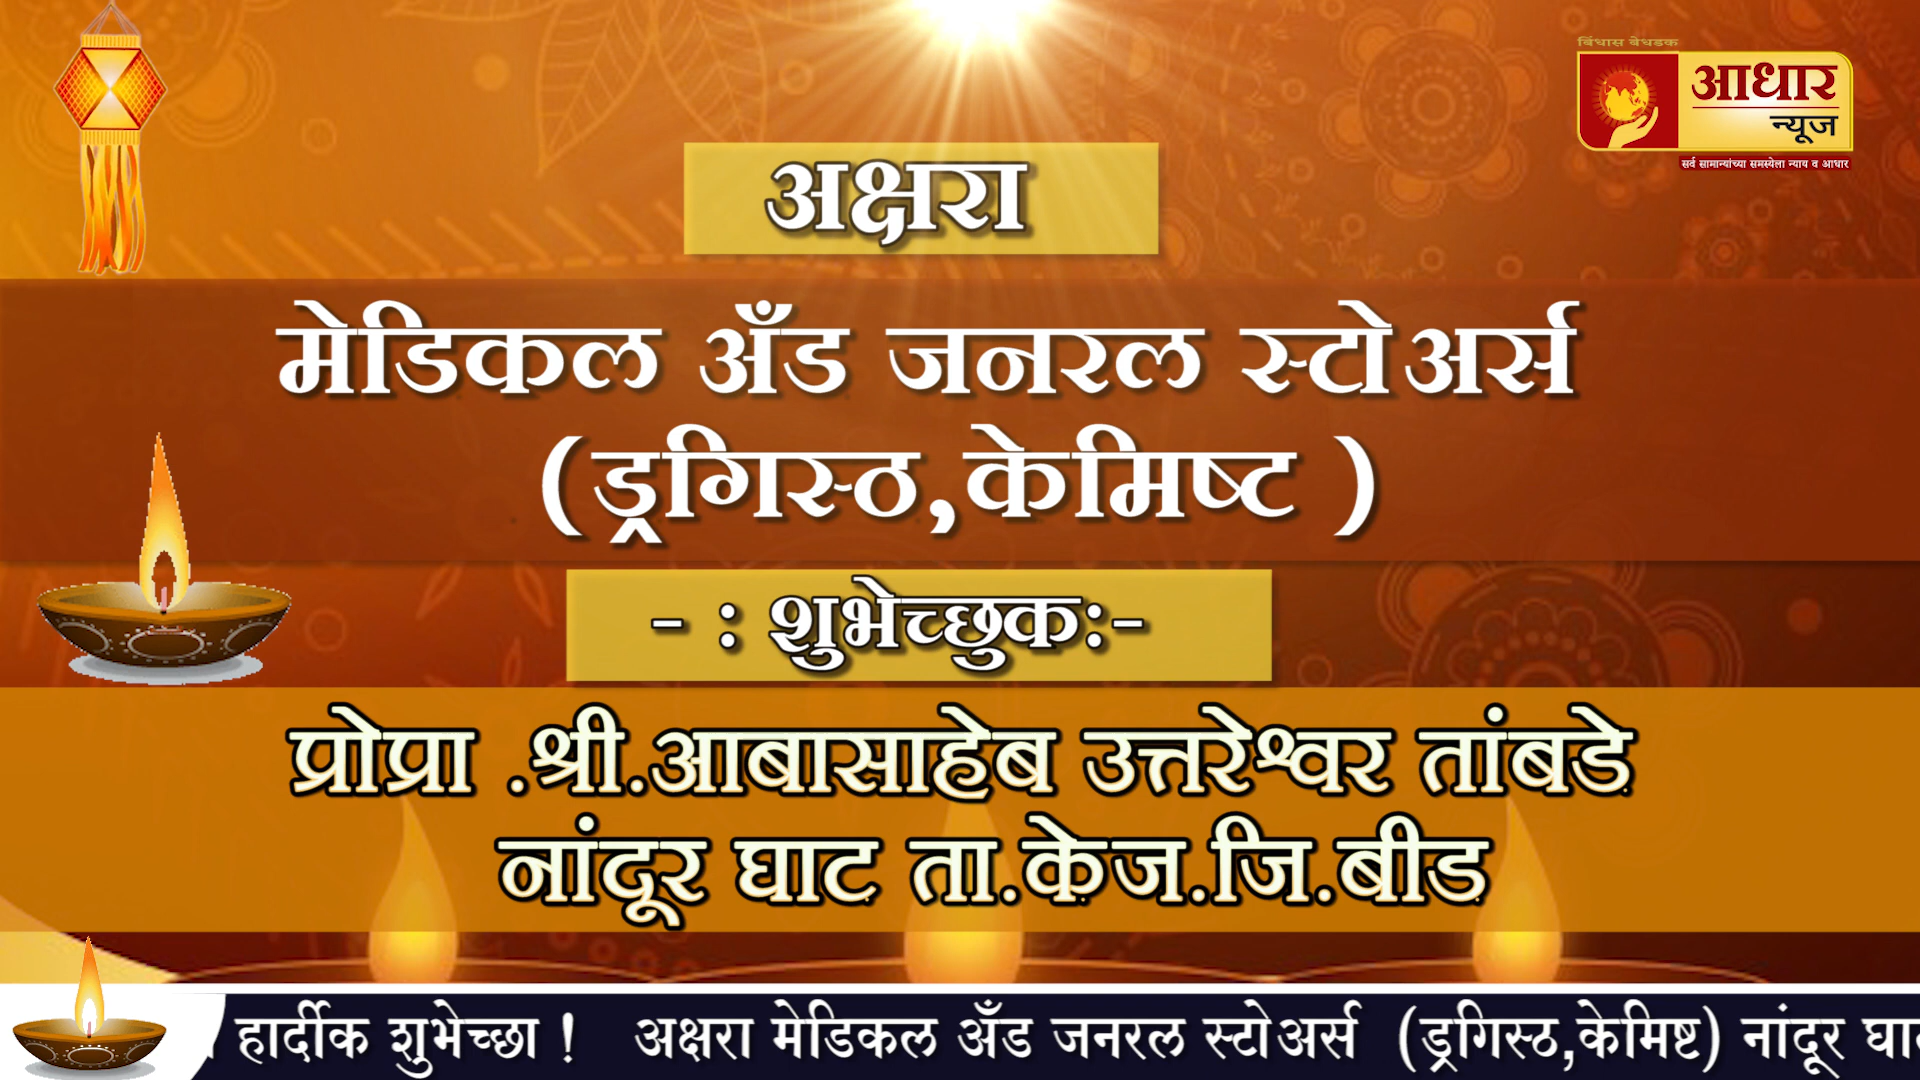 बिंधास बेधडक
आधार
न्यूज
सर्व सामान्यांच्या समस्येला न्याय व आधार
अक्षरा
मेडिकल अँड जनरल स्टोअर्स
(ड्रगिस्ठ,केमिष्ट )
- : शुभेच्छुक:-
प्रोप्रा .श्री.आबासाहेब उत्तरेश्वर तांबडे
नांदूर घाट ता.केज.जि.बीड
हार्दीक शुभेच्छा ! अक्षरा मेडिकल अँड जनरल स्टोअर्स (ड्रगिस्ठ,केमिष्ट) नांदूर